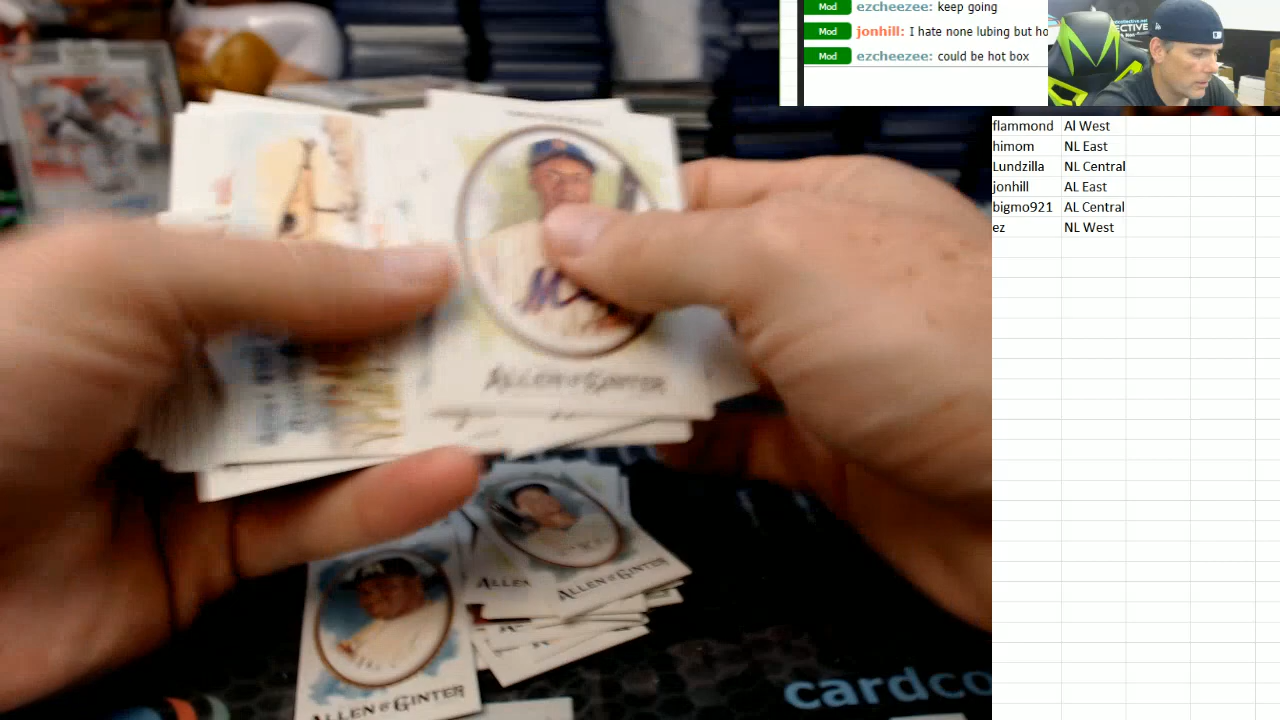 Mod ezcheezee: keep going
Mod jonhill: I hate none lubing but ho
Mod ezcheezee: could be hot box
flammond Al West
himom NL East
Lundzilla NL Central
jonhill AL East
bigmo921 AL Central
ez NL West
ALLEN & GINTER
ALLEN
ALLEN & GINTER
ALLEN & GINTER
cardco